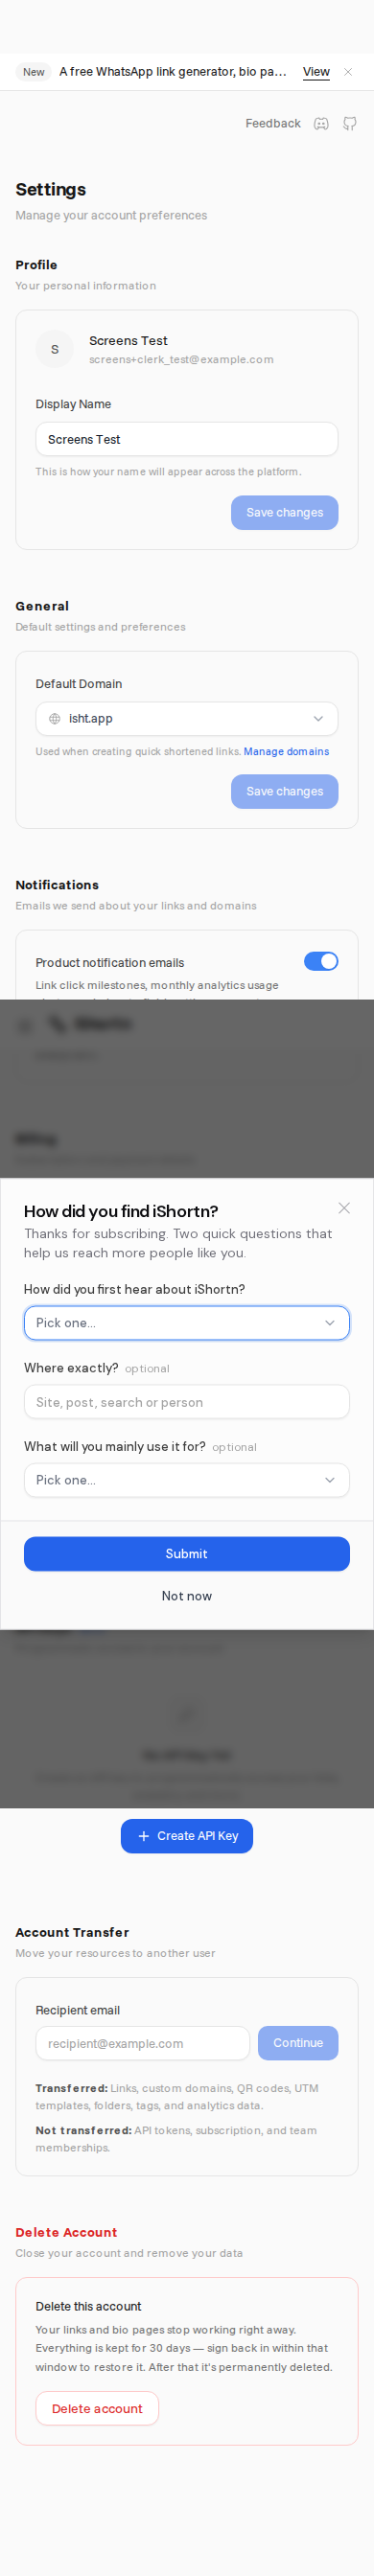 New A free WhatsApp link generator, bio pa... View
Feedback
Settings
Manage your account preferences
Profile
Your personal information
S
Screens Test
screens+clerk_test@example.com
Display Name
Screens Test
This is how your name will appear across the platform.
Save changes
General
Default settings and preferences
Default Domain
isht.app
Used when creating quick shortened links. Manage domains
Save changes
Notifications
Emails we send about your links and domains
Product notification emails
Link click milestones, monthly analytics usage
iShortn
Billing
How did you find iShortn?
Thanks for subscribing. Two quick questions that
help us reach more people like you.
How did you first hear about iShortn?
Pick one...
Where exactly? optional
Site, post, search or person
What will you mainly use it for? optional
Pick one...
Submit
Not now
Create API Key
Account Transfer
Move your resources to another user
Recipient email
recipient@example.com
Continue
Transferred: Links, custom domains, QR codes, UTM
templates, folders, tags, and analytics data.
Not transferred: API tokens, subscription, and team
memberships.
Delete Account
Close your account and remove your data
Delete this account
Your links and bio pages stop working right away.
Everything is kept for 30 days — sign back in within that
window to restore it. After that it's permanently deleted.
Delete account